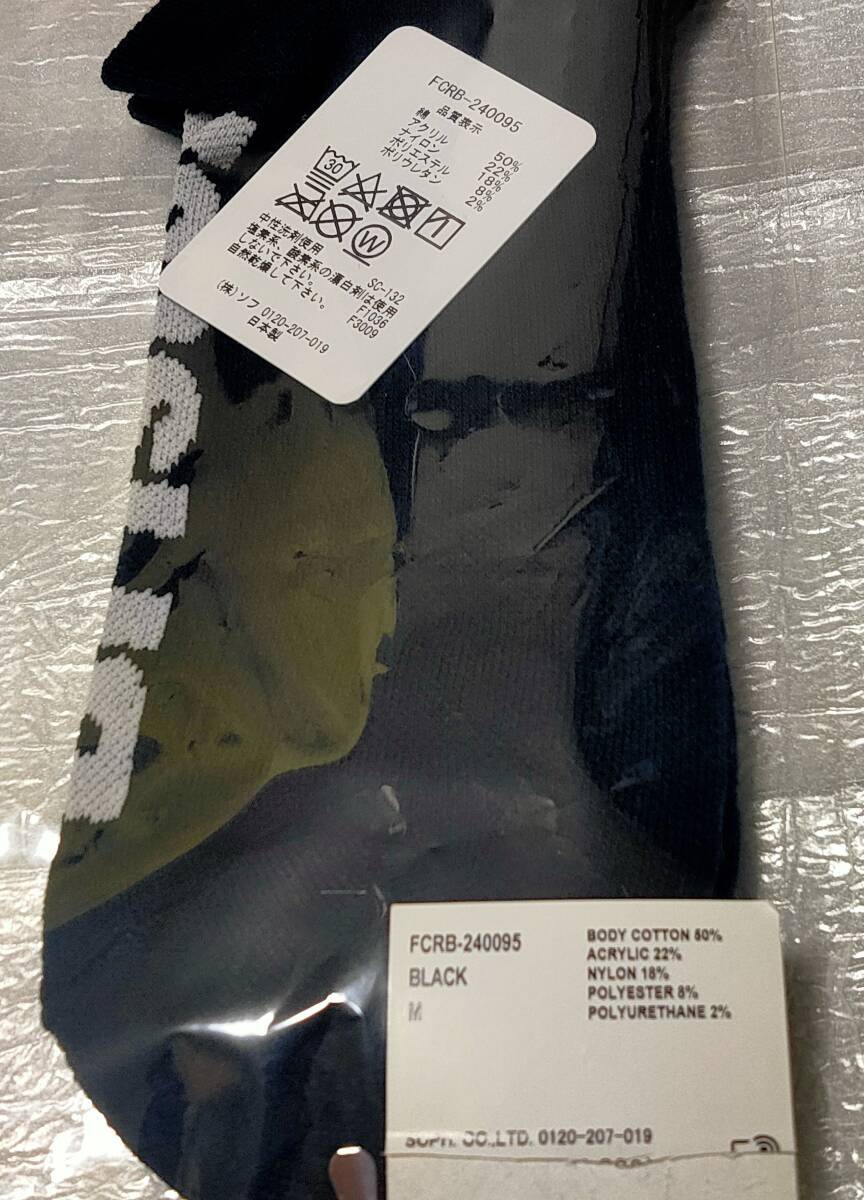 FCRB-240095
品質表示
綿 50%
アクリル 22%
ナイロン 18%
ポリエステル 8%
ポリウレタン 2%
30
W
中性洗剤使用 SC-132
塩素系、酸素系の漂白剤は使用
しないで下さい。 F1036
自然乾燥して下さい。 F3009
(株)ソフ 0120-207-019
日本製
FCRB-240095
BLACK
M
BODY COTTON 50%
ACRYLIC 22%
NYLON 18%
POLYESTER 8%
POLYURETHANE 2%
SOPH. CO.,LTD. 0120-207-019